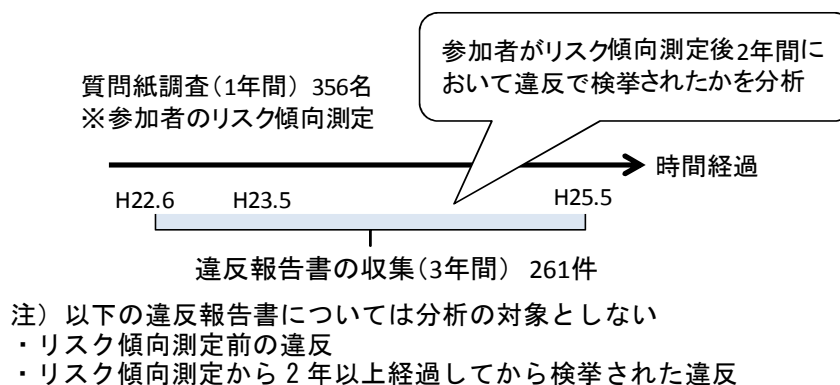 参加者がリスク傾向測定後2年間に
おいて違反で検挙されたかを分析
質問紙調査(1年間) 356名
※参加者のリスク傾向測定
時間経過
H22.6 H23.5 H25.5
違反報告書の収集(3年間) 261件
注）以下の違反報告書については分析の対象としない
・リスク傾向測定前の違反
・リスク傾向測定から２年以上経過してから検挙された違反